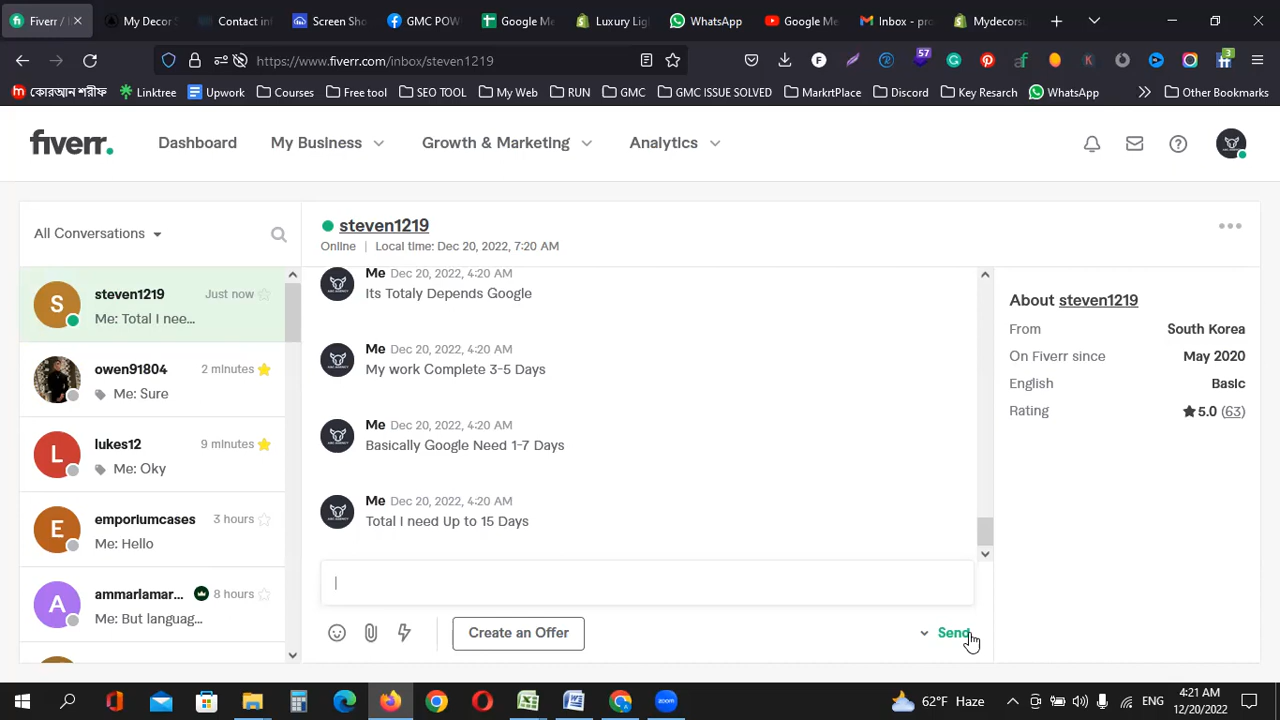 Fiverr /
My Decor S
Contact inf
Screen Sho
GMC POW
Google Me
Luxury Lig
WhatsApp
Google Me
Inbox - pro
Mydecorsu
https://www.fiverr.com/inbox/steven1219
57
3
কোরআন শরীফ
Linktree
Upwork
Courses
Free tool
SEO TOOL
My Web
RUN
GMC
GMC ISSUE SOLVED
MarkrtPlace
Discord
Key Resarch
WhatsApp
Other Bookmarks
fiverr.
Dashboard
My Business
Growth & Marketing
Analytics
All Conversations
steven1219
Online | Local time: Dec 20, 2022, 7:20 AM
S
steven1219
Just now
Me: Total I nee...
owen91804
2 minutes
Me: Sure
L
lukes12
9 minutes
Me: Oky
E
emporiumcases
3 hours
Me: Hello
A
ammarlamar...
8 hours
Me: But languag...
Me Dec 20, 2022, 4:20 AM
Its Totaly Depends Google
Me Dec 20, 2022, 4:20 AM
My work Complete 3-5 Days
Me Dec 20, 2022, 4:20 AM
Basically Google Need 1-7 Days
Me Dec 20, 2022, 4:20 AM
Total I need Up to 15 Days
Create an Offer
Send
About steven1219
From South Korea
On Fiverr since May 2020
English Basic
Rating 5.0 (63)
zoom
62°F Haze
ENG
4:21 AM
12/20/2022